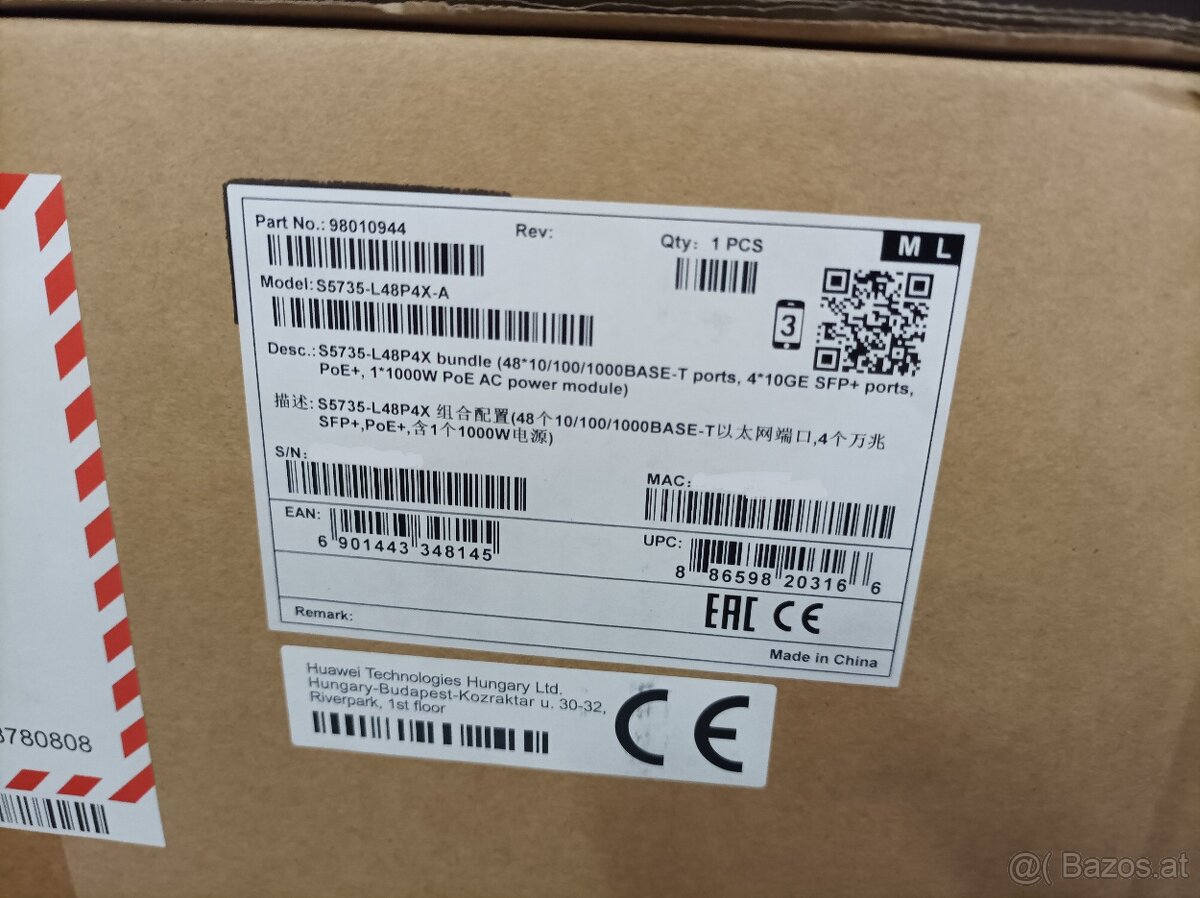 Part No.: 98010944
Rev:
Qty: 1 PCS
M L
Model: S5735-L48P4X-A
3
Desc.: S5735-L48P4X bundle (48*10/100/1000BASE-T ports, 4*10GE SFP+ ports,
PoE+, 1*1000W PoE AC power module)
描述: S5735-L48P4X 组合配置(48个10/100/1000BASE-T以太网端口,4个万兆
SFP+,PoE+,含1个1000W电源)
S/N:
MAC:
EAN:
6 901443 348145
UPC:
8 86598 20316 6
EAC CE
Remark:
Made in China
Huawei Technologies Hungary Ltd.
Hungary-Budapest-Kozraktar u. 30-32,
Riverpark, 1st floor
CE
3780808
@( Bazos.at